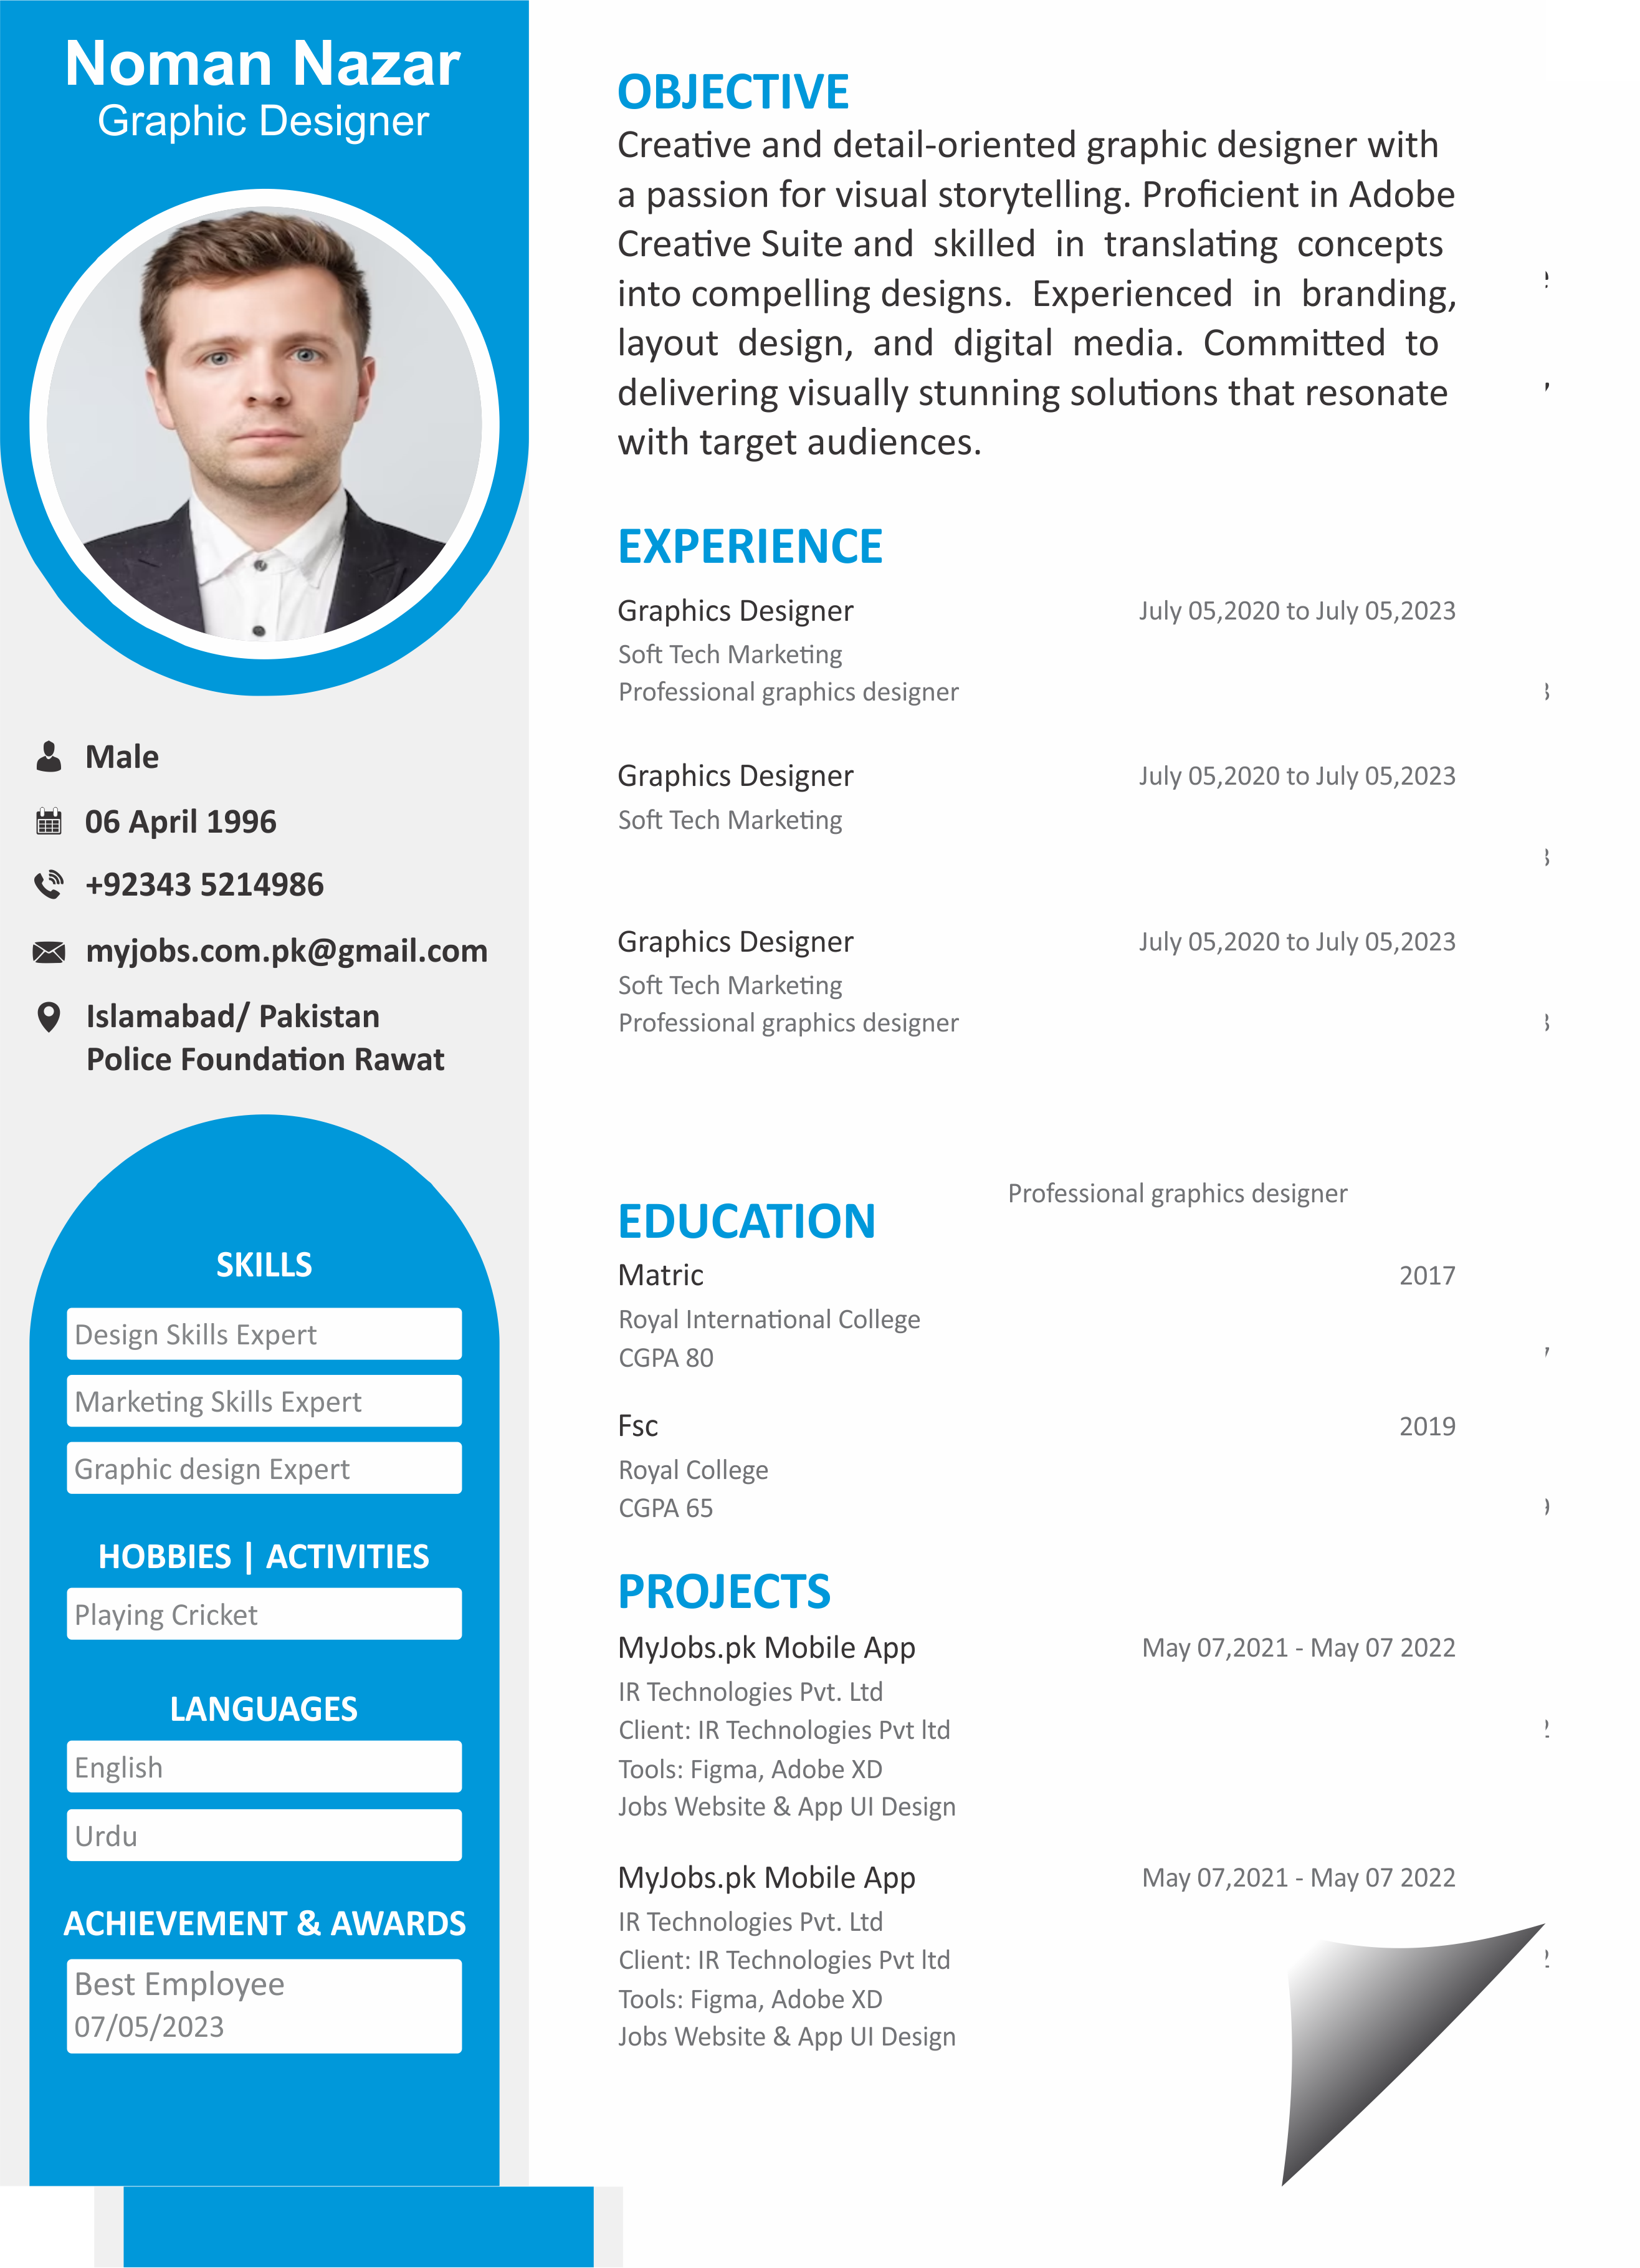 Noman Nazar
Graphic Designer
Male
06 April 1996
+92343 5214986
myjobs.com.pk@gmail.com
Islamabad/ Pakistan
Police Foundation Rawat
SKILLS
Design Skills Expert
Marketing Skills Expert
Graphic design Expert
HOBBIES | ACTIVITIES
Playing Cricket
LANGUAGES
English
Urdu
ACHIEVEMENT & AWARDS
Best Employee
07/05/2023
OBJECTIVE
Creative and detail-oriented graphic designer with
a passion for visual storytelling. Proficient in Adobe
Creative Suite and skilled in translating concepts
into compelling designs. Experienced in branding,
layout design, and digital media. Committed to
delivering visually stunning solutions that resonate
with target audiences.
EXPERIENCE
Graphics Designer July 05,2020 to July 05,2023
Soft Tech Marketing
Professional graphics designer
Graphics Designer July 05,2020 to July 05,2023
Soft Tech Marketing
Graphics Designer July 05,2020 to July 05,2023
Soft Tech Marketing
Professional graphics designer
Professional graphics designer
EDUCATION
Matric 2017
Royal International College
CGPA 80
Fsc 2019
Royal College
CGPA 65
PROJECTS
MyJobs.pk Mobile App May 07,2021 - May 07 2022
IR Technologies Pvt. Ltd
Client: IR Technologies Pvt ltd
Tools: Figma, Adobe XD
Jobs Website & App UI Design
MyJobs.pk Mobile App May 07,2021 - May 07 2022
IR Technologies Pvt. Ltd
Client: IR Technologies Pvt ltd
Tools: Figma, Adobe XD
Jobs Website & App UI Design